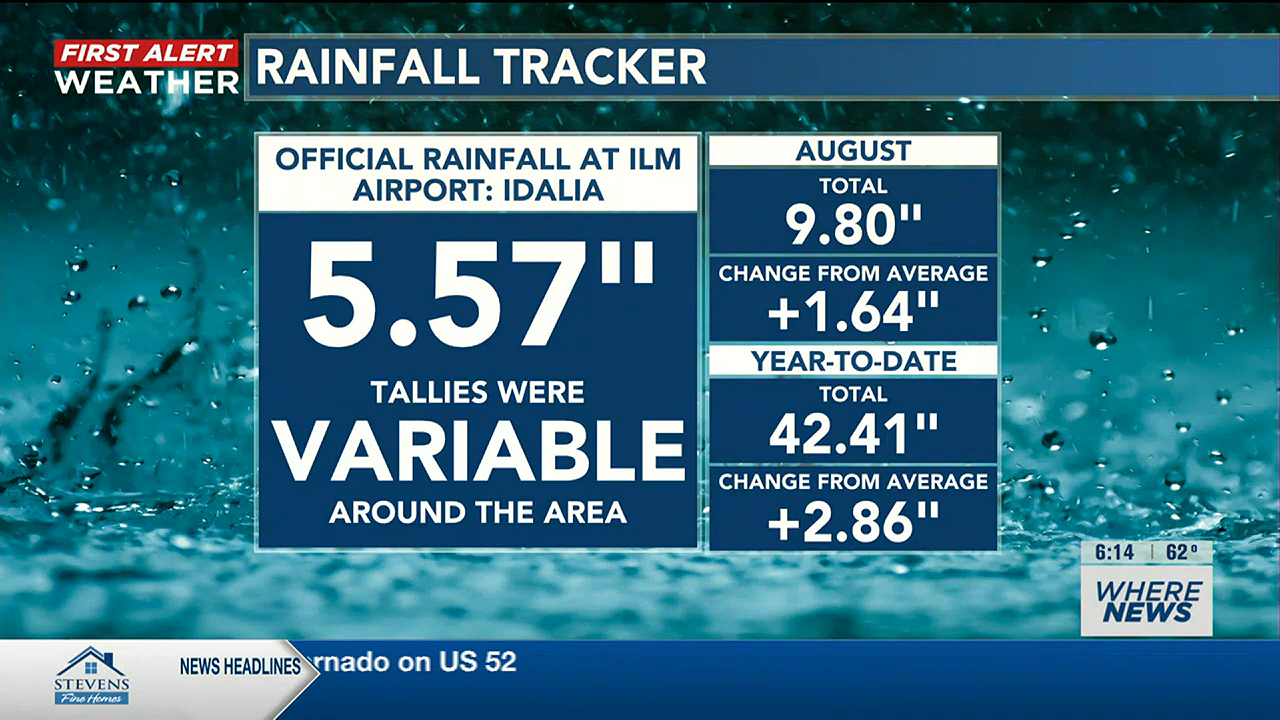 FIRST ALERT
WEATHER
RAINFALL TRACKER
OFFICIAL RAINFALL AT ILM
AIRPORT: IDALIA
5.57"
TALLIES WERE
VARIABLE
AROUND THE AREA
AUGUST
TOTAL
9.80"
CHANGE FROM AVERAGE
+1.64"
YEAR-TO-DATE
TOTAL
42.41"
CHANGE FROM AVERAGE
+2.86"
6:14 | 62°
WHERE
NEWS
STEVENS
Fine Homes
NEWS HEADLINES
rnado on US 52